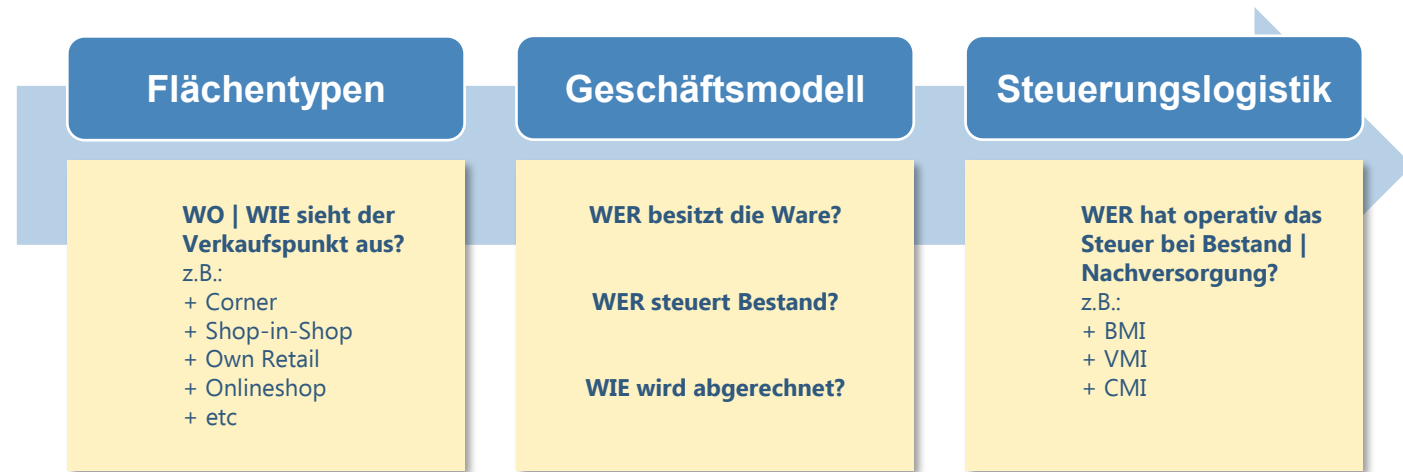 Flächentypen
WO | WIE sieht der
Verkaufspunkt aus?
z.B.:
+ Corner
+ Shop-in-Shop
+ Own Retail
+ Onlineshop
+ etc
Geschäftsmodell
WER besitzt die Ware?
WER steuert Bestand?
WIE wird abgerechnet?
Steuerungslogistik
WER hat operativ das
Steuer bei Bestand |
Nachversorgung?
z.B.:
+ BMI
+ VMI
+ CMI